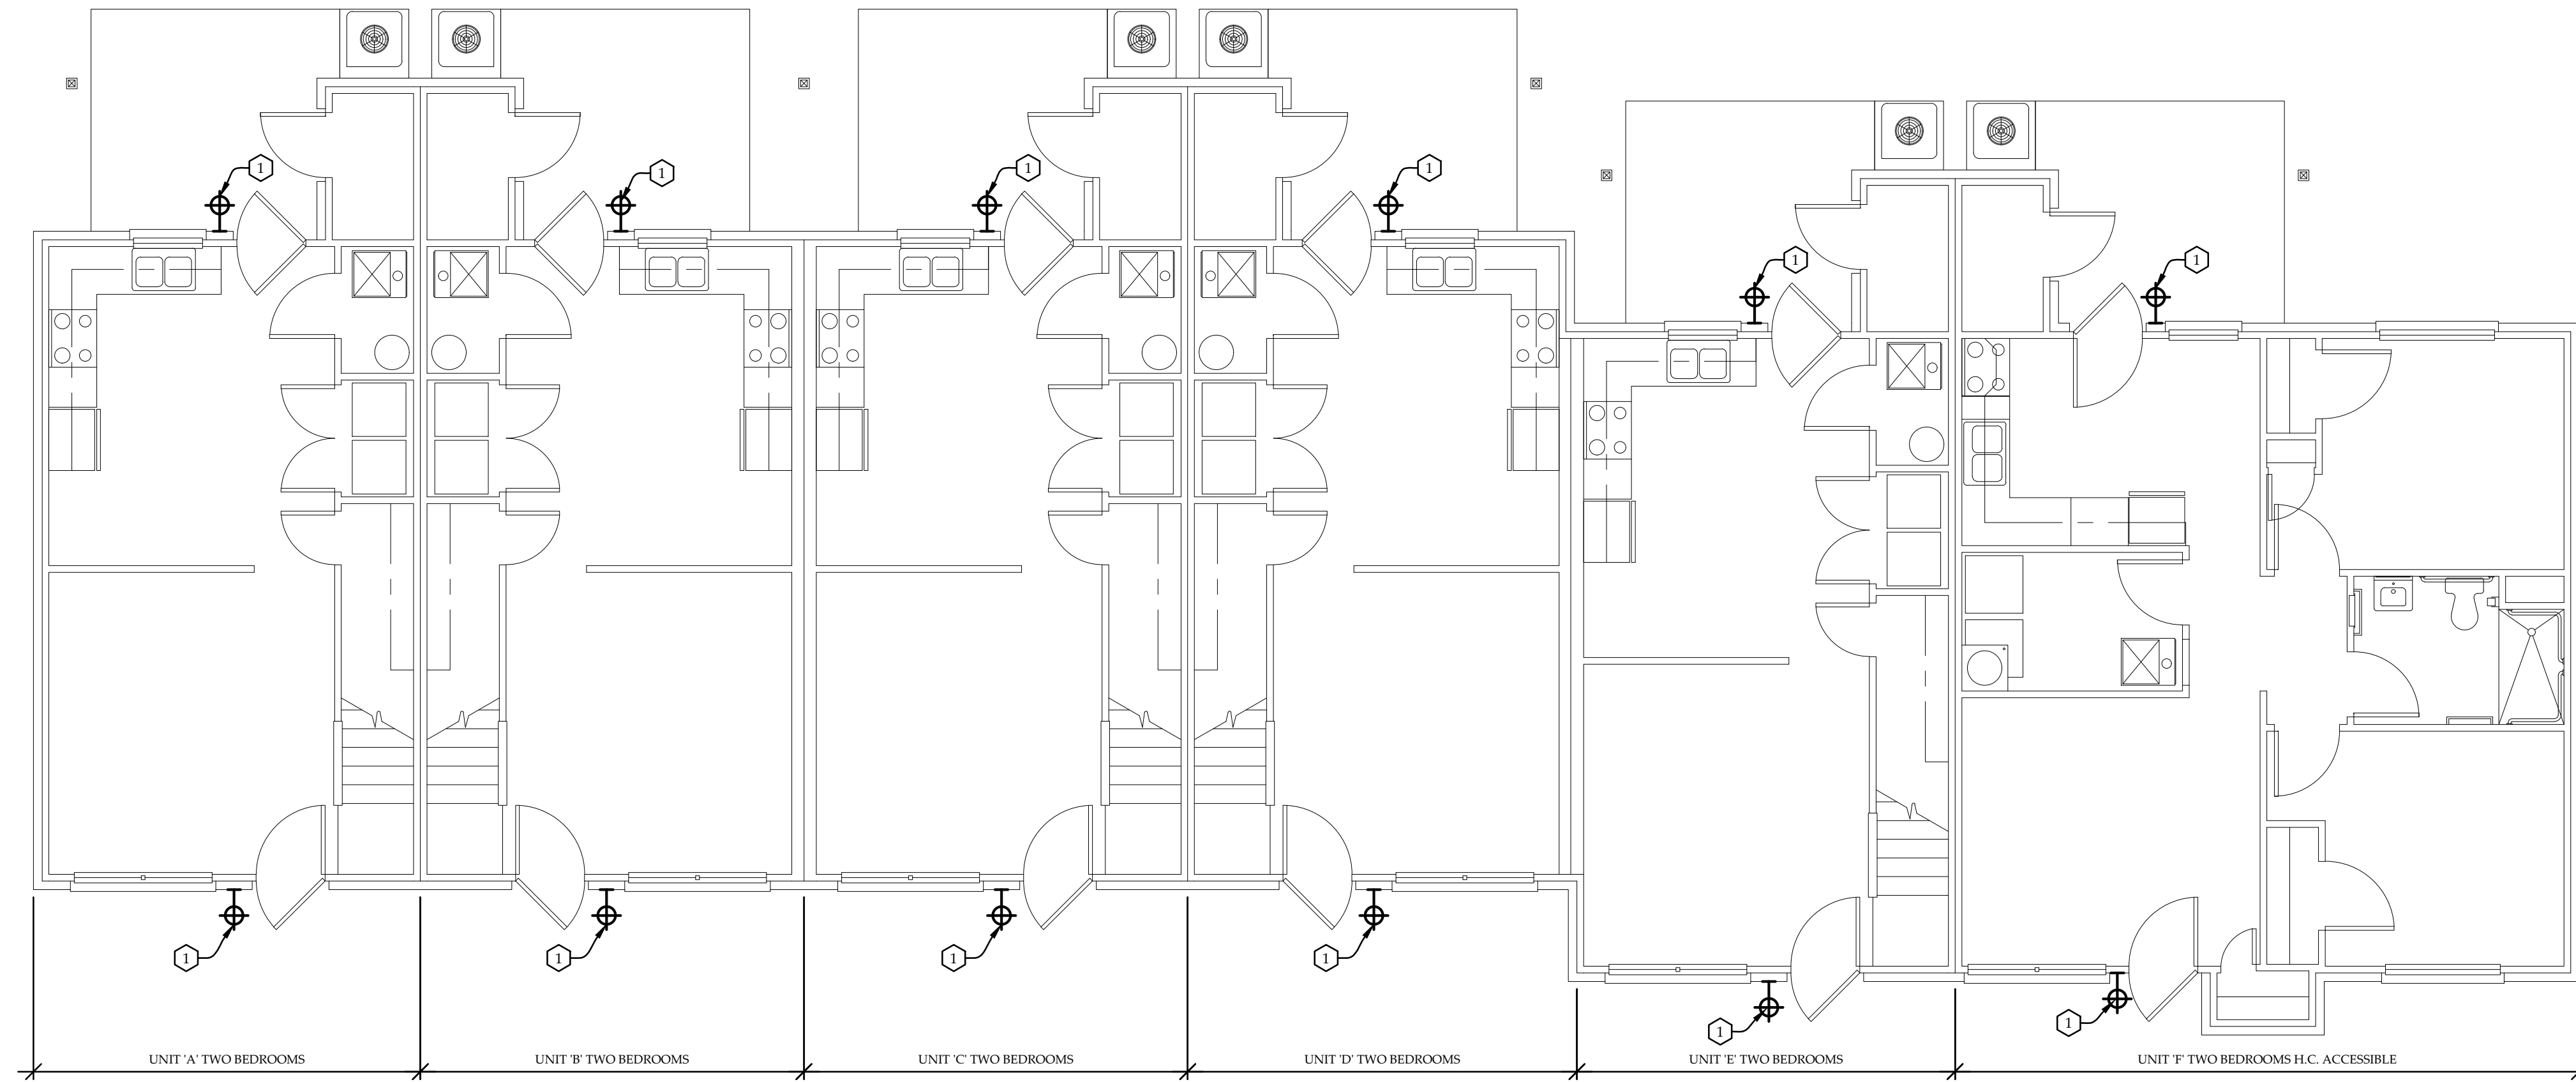 1
1
1
1
1
1
1
1
1
1
1
1
UNIT 'A' TWO BEDROOMS
UNIT 'B' TWO BEDROOMS
UNIT 'C' TWO BEDROOMS
UNIT 'D' TWO BEDROOMS
UNIT 'E' TWO BEDROOMS
UNIT 'F' TWO BEDROOMS H.C. ACCESSIBLE